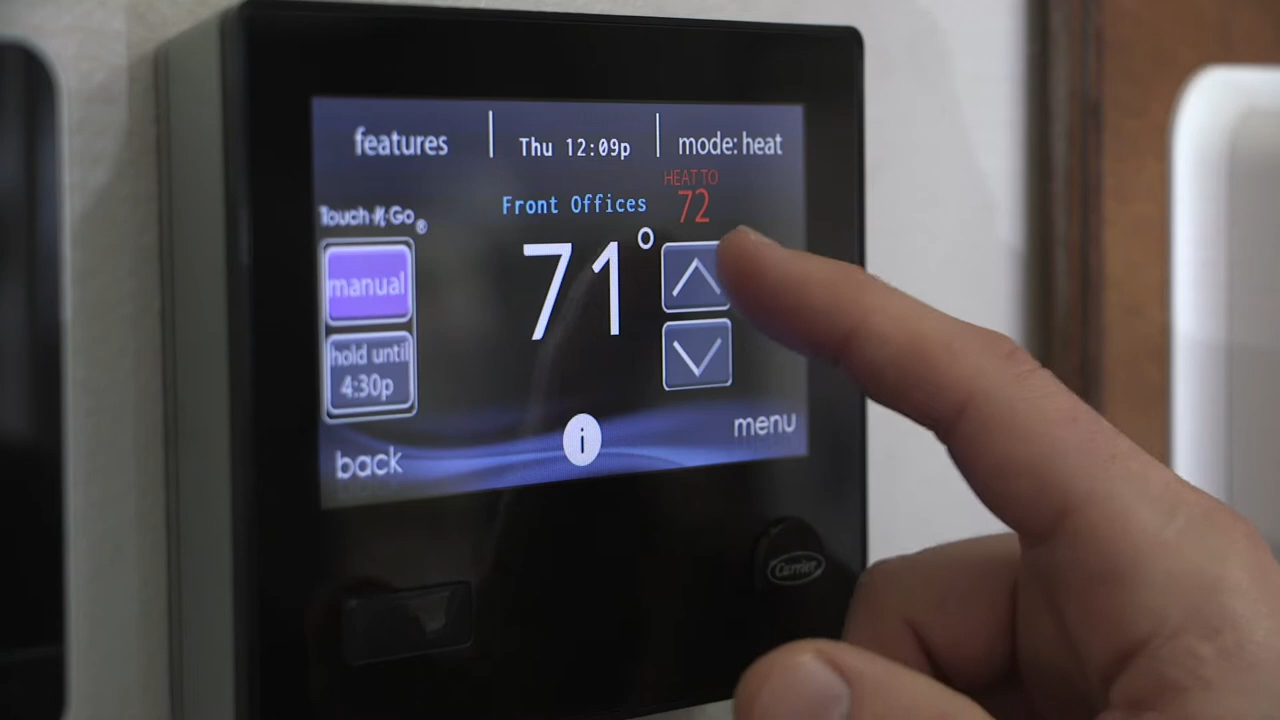 features
Thu 12:09p
mode: heat
Touch·N·Go®
Front Offices
HEAT TO
72
71°
manual
hold until
4:30p
back
i
menu
Carrier